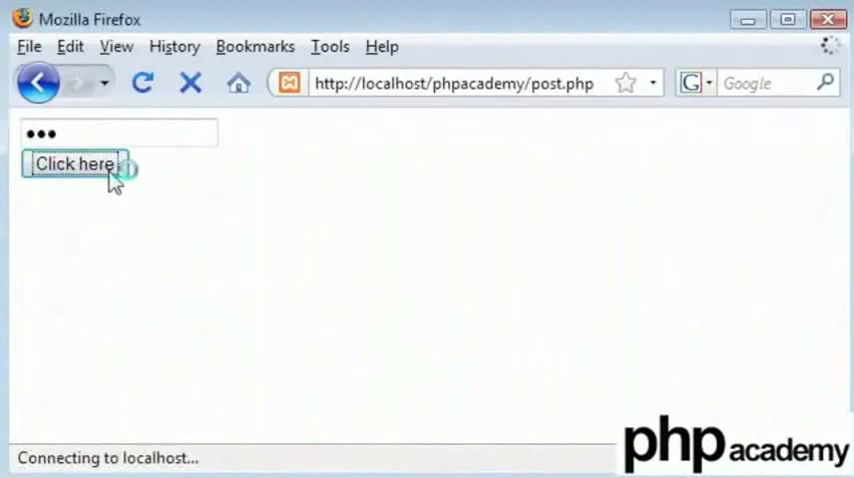 Mozilla Firefox
File Edit View History Bookmarks Tools Help
http://localhost/phpacademy/post.php
G Google
•••
Click here
Connecting to localhost...
php academy